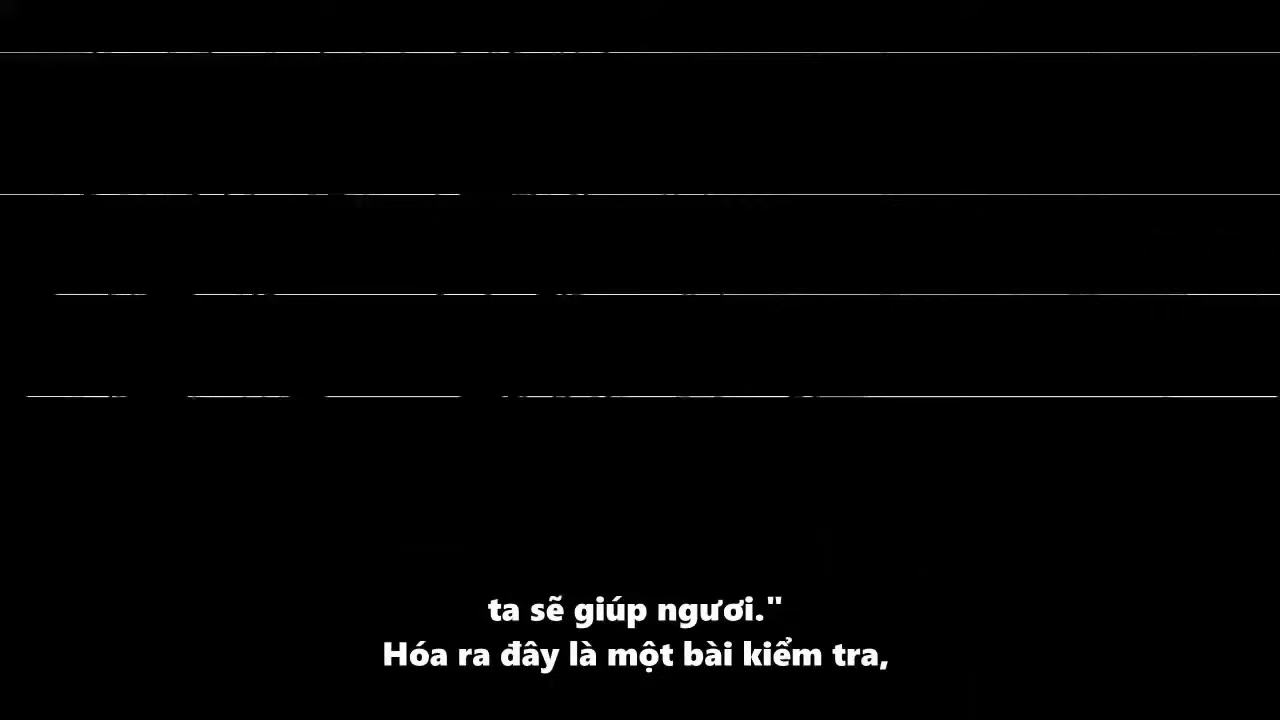 ta sẽ giúp ngươi."
Hóa ra đây là một bài kiểm tra,